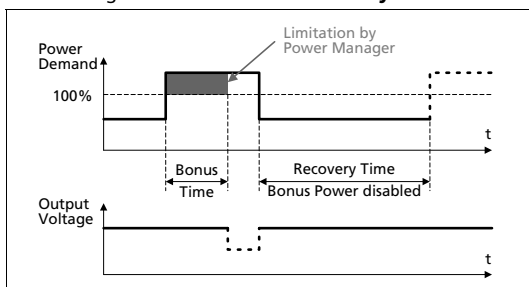 Limitation by
Power Manager
Power
Demand
100%
t
Bonus
Time
Recovery Time
Bonus Power disabled
Output
Voltage
t